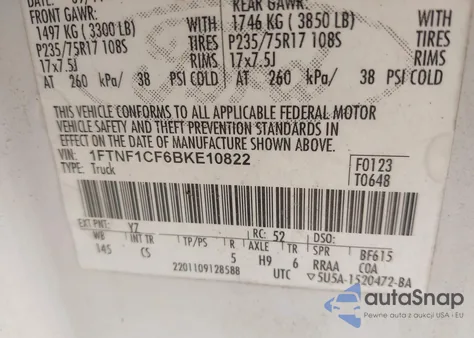 FRONT GAWR: REAR GAWR:
1497 KG ( 3300 LB) 1746 KG ( 3850 LB)
P235/75R17 108S TIRES P235/75R17 108S TIRES
17x7.5J RIMS 17x7.5J RIMS
AT 260 kPa/ 38 PSI COLD AT 260 kPa/ 38 PSI COLD
THIS VEHICLE CONFORMS TO ALL APPLICABLE FEDERAL MOTOR
VEHICLE SAFETY AND THEFT PREVENTION STANDARDS IN
EFFECT ON THE DATE OF MANUFACTURE SHOWN ABOVE.
VIN: 1FTNF1CF6BKE10822
TYPE: Truck
F0123
T0648
EXT PNT: YZ RC: 52 DSO:
WB INT TR TP/PS R AXLE TR SPR BF615
145 CS 5 H9 6 RRAA COA
2201109128588 UTC ▽5U5A-1520472-BA
autoSnap
Pewne auta z aukcji USA - EU